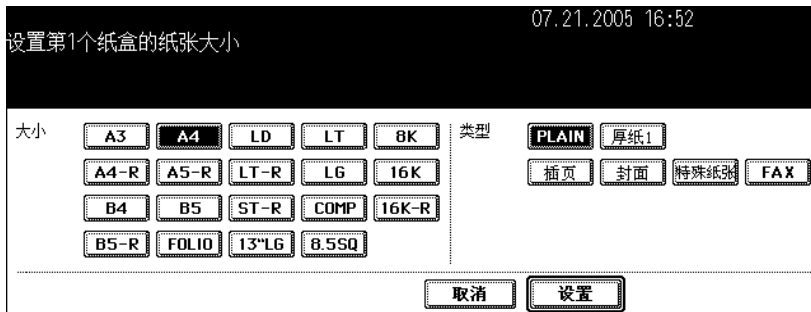 07.21.2005 16:52
设置第1个纸盒的纸张大小
大小 A3 A4 LD LT 8K 类型 PLAIN 厚纸1
A4-R A5-R LT-R LG 16K 插页 封面 特殊纸张 FAX
B4 B5 ST-R COMP 16K-R
B5-R FOLIO 13"LG 8.5SQ
取消 设置